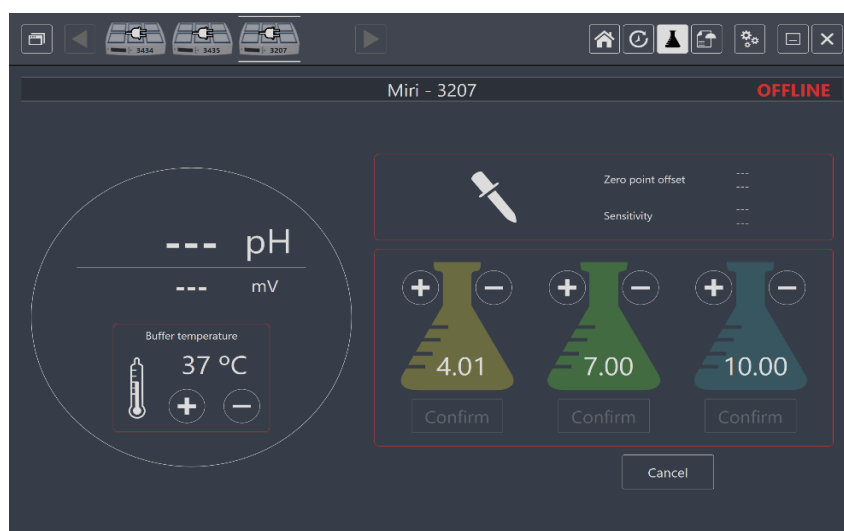 3434
3435
3207
Miri - 3207
OFFLINE
--- pH
--- mV
Buffer temperature
37 ºC
Zero point offset
---
---
Sensitivity
---
---
4.01
7.00
10.00
Confirm
Confirm
Confirm
Cancel